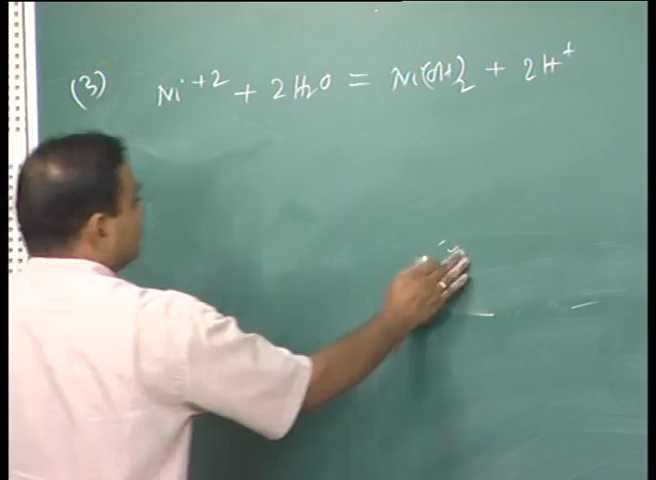 (3) Ni⁺² + 2H₂O = Ni(OH)₂ + 2H⁺